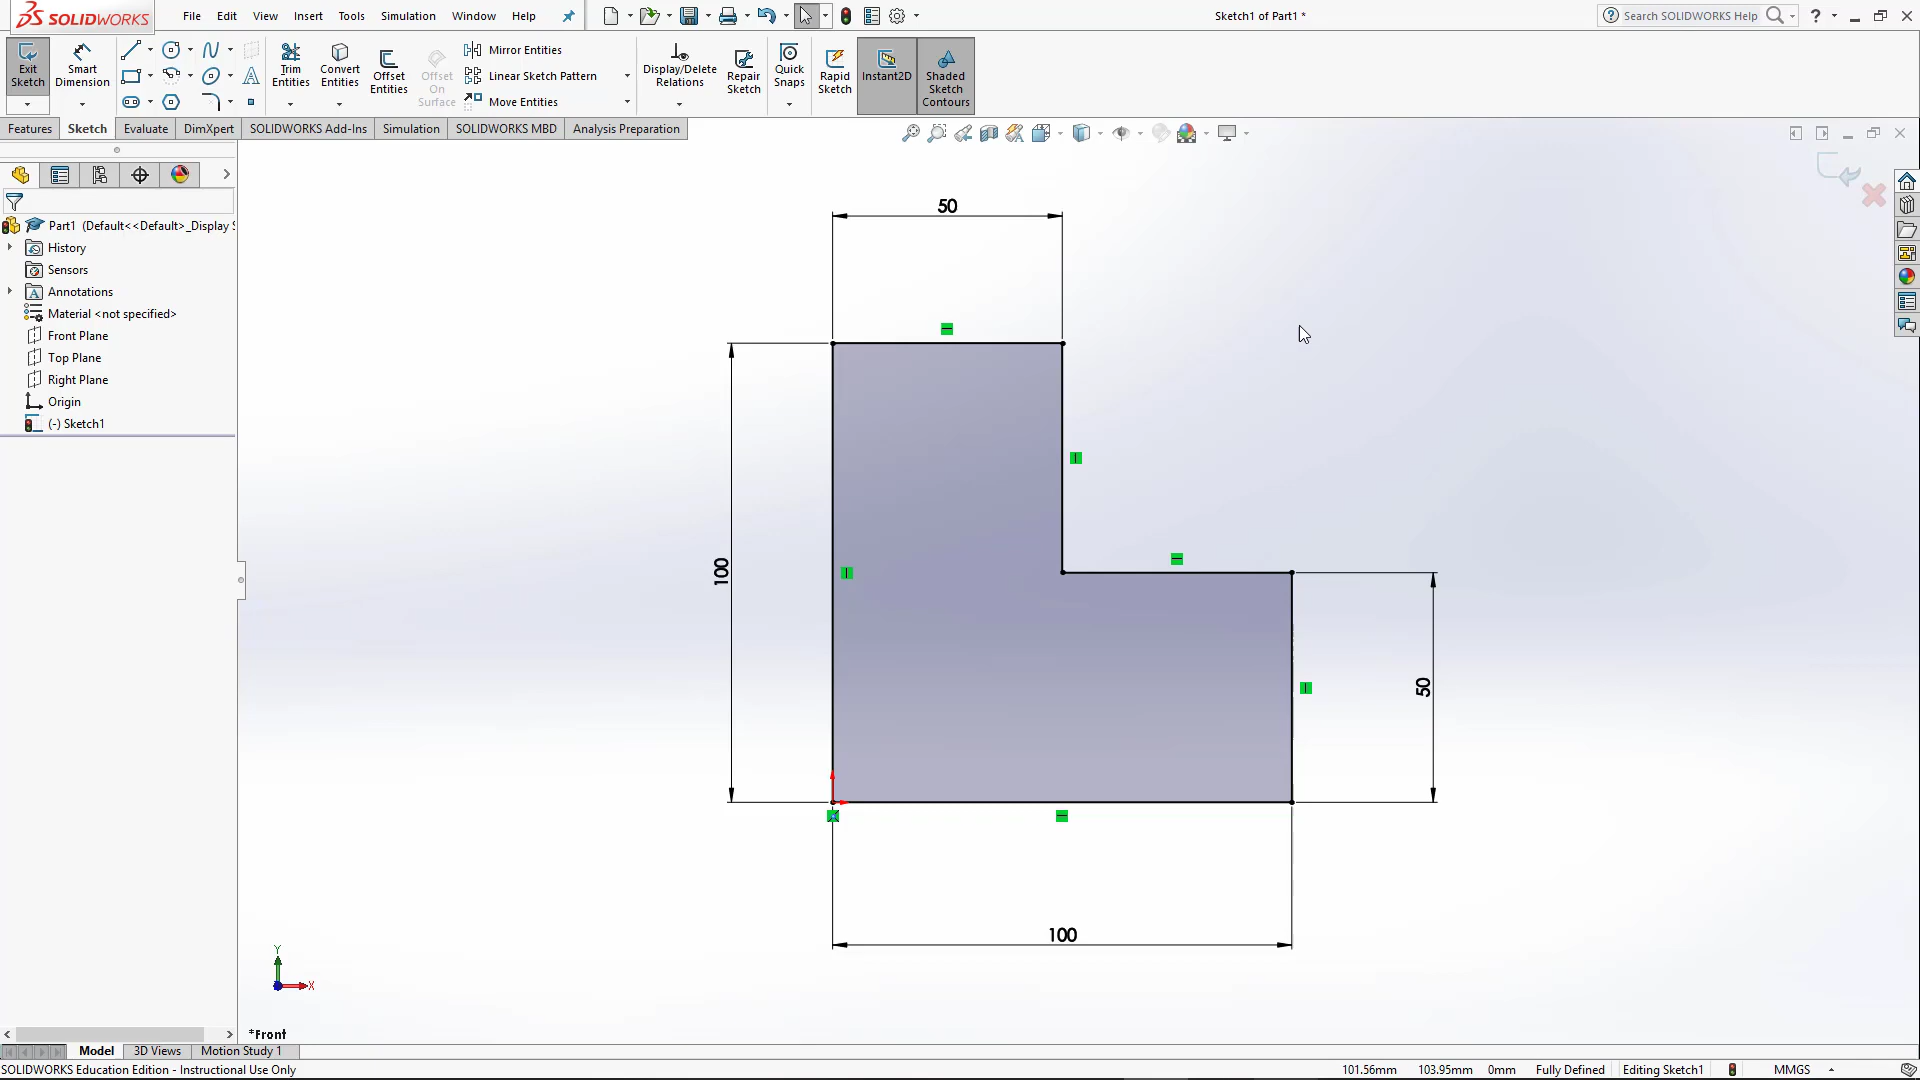 SOLIDWORKS File Edit View Insert Tools Simulation Window Help Sketch1 of Part1 * Search SOLIDWORKS Help
Exit Sketch
Smart Dimension
Trim Entities
Convert Entities
Offset Entities
Offset On Surface
Mirror Entities
Linear Sketch Pattern
Move Entities
Display/Delete Relations
Repair Sketch
Quick Snaps
Rapid Sketch
Instant2D
Shaded Sketch Contours
Features Sketch Evaluate DimXpert SOLIDWORKS Add-Ins Simulation SOLIDWORKS MBD Analysis Preparation
Part1 (Default<<Default>_Display S
History
Sensors
Annotations
Material <not specified>
Front Plane
Top Plane
Right Plane
Origin
(-) Sketch1
50
100
50
100
Y
X
*Front
Model 3D Views Motion Study 1
SOLIDWORKS Education Edition - Instructional Use Only 101.56mm 103.95mm 0mm Fully Defined Editing Sketch1 MMGS